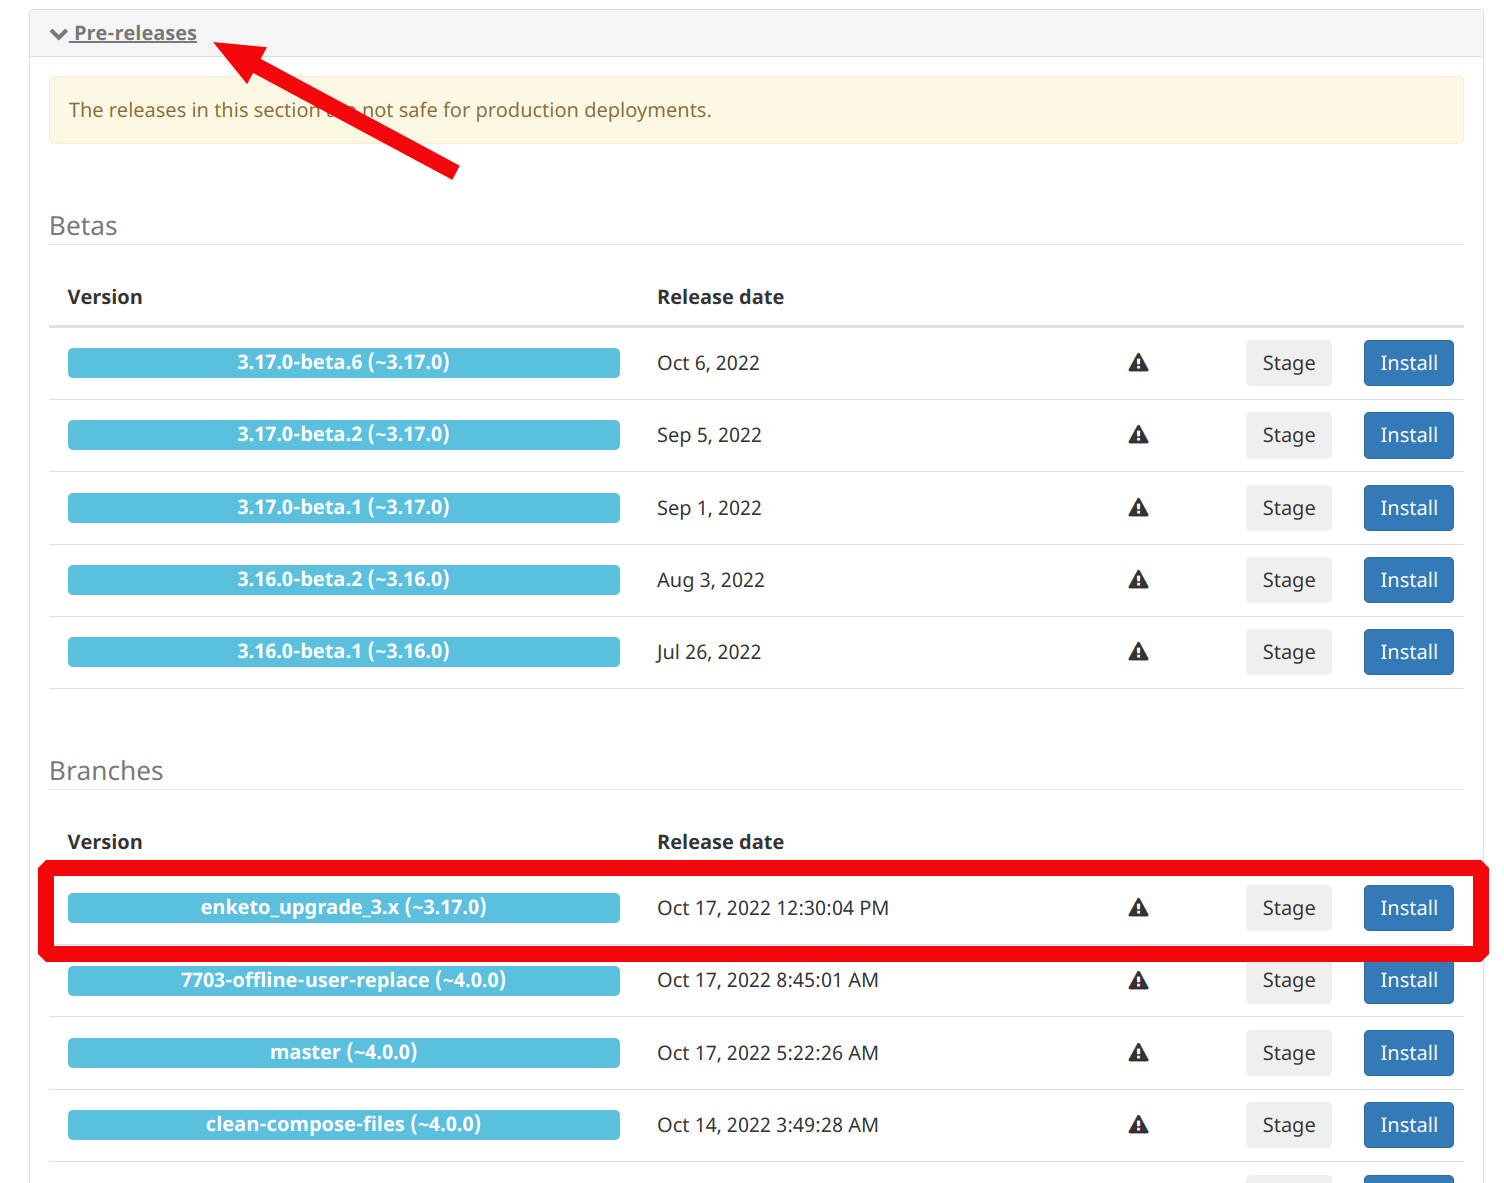 Pre-releases
The releases in this section not safe for production deployments.
Betas
Version Release date
3.17.0-beta.6 (~3.17.0) Oct 6, 2022 Stage Install
3.17.0-beta.2 (~3.17.0) Sep 5, 2022 Stage Install
3.17.0-beta.1 (~3.17.0) Sep 1, 2022 Stage Install
3.16.0-beta.2 (~3.16.0) Aug 3, 2022 Stage Install
3.16.0-beta.1 (~3.16.0) Jul 26, 2022 Stage Install
Branches
Version Release date
enketo_upgrade_3.x (~3.17.0) Oct 17, 2022 12:30:04 PM Stage Install
7703-offline-user-replace (~4.0.0) Oct 17, 2022 8:45:01 AM Stage Install
master (~4.0.0) Oct 17, 2022 5:22:26 AM Stage Install
clean-compose-files (~4.0.0) Oct 14, 2022 3:49:28 AM Stage Install